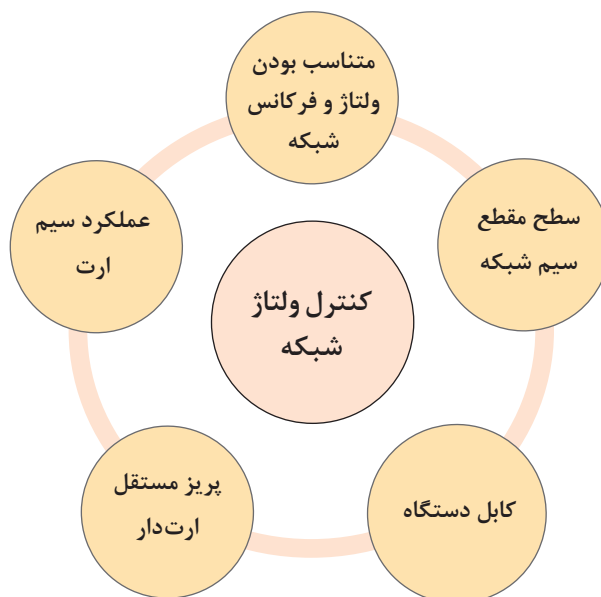 متناسب بودن
ولتاژ و فرکانس
شبکه
سطح مقطع
سیم شبکه
کابل دستگاه
پریز مستقل
ارت‌دار
عملکرد سیم
ارت
کنترل ولتاژ
شبکه